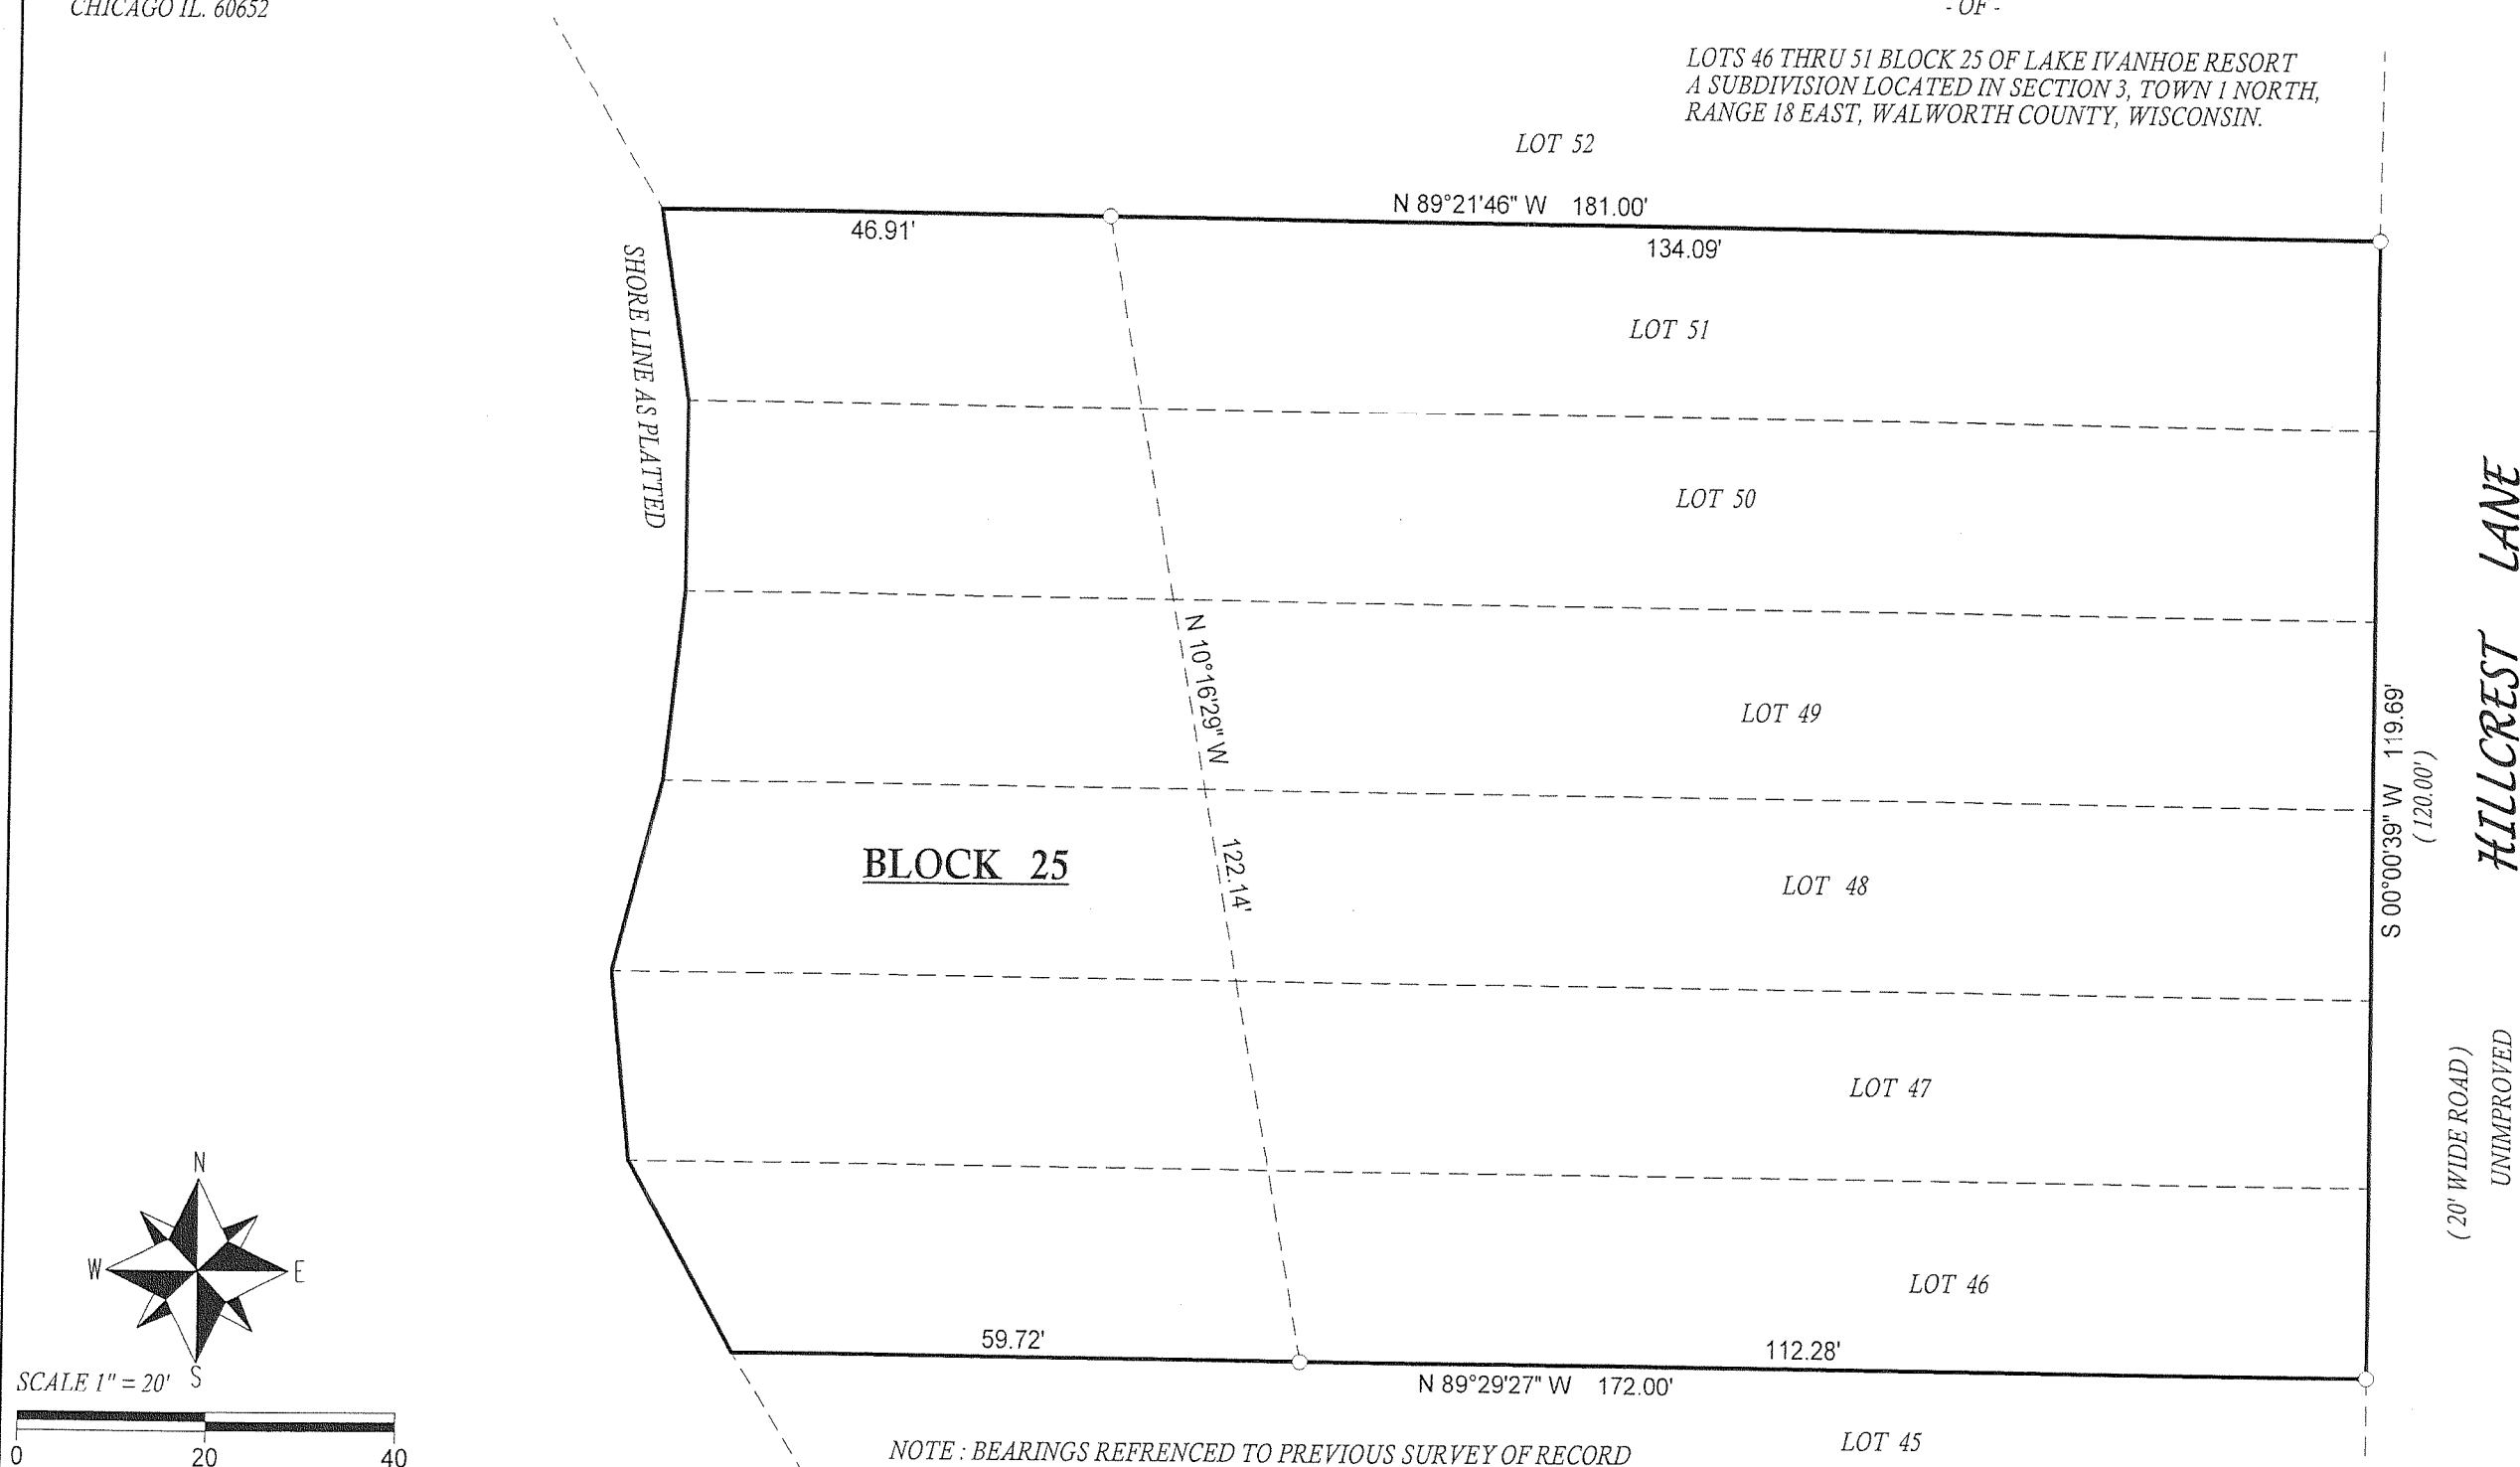 CHICAGO IL. 60652
- OF -
LOTS 46 THRU 51 BLOCK 25 OF LAKE IVANHOE RESORT
A SUBDIVISION LOCATED IN SECTION 3, TOWN 1 NORTH,
RANGE 18 EAST, WALWORTH COUNTY, WISCONSIN.
LOT 52
N 89°21'46" W 181.00'
46.91'
134.09'
SHORE LINE AS PLATTED
LOT 51
LOT 50
N 10°16'29" W 122.14'
LOT 49
BLOCK 25
LOT 48
LOT 47
LOT 46
S 00°00'39" W 119.69'
( 120.00' )
HILLCREST LANE
( 20' WIDE ROAD )
UNIMPROVED
59.72'
112.28'
N 89°29'27" W 172.00'
N
W
E
S
SCALE 1" = 20'
0 20 40
NOTE : BEARINGS REFRENCED TO PREVIOUS SURVEY OF RECORD
LOT 45